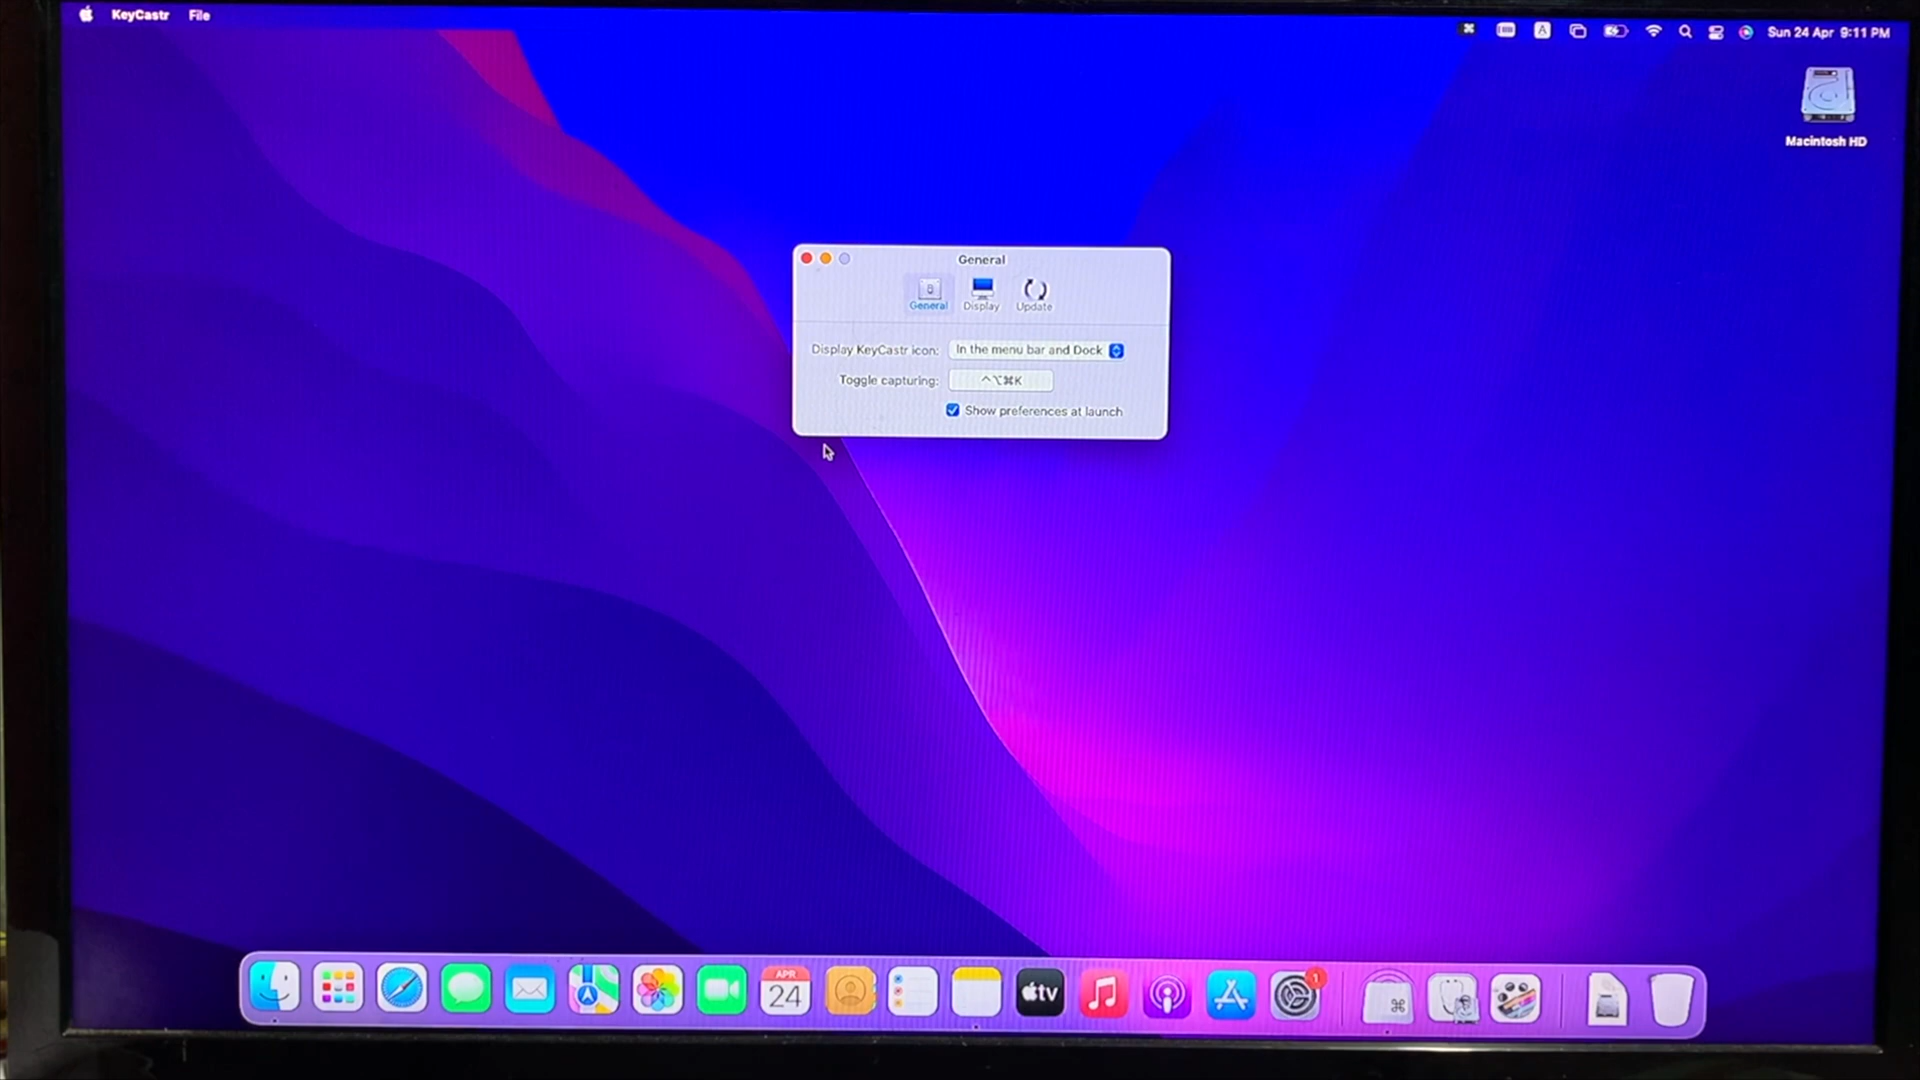 KeyCastr File
A
Sun 24 Apr 9:11 PM
Macintosh HD
General
General Display Update
Display KeyCastr icon: In the menu bar and Dock
Toggle capturing: ^⌥⌘K
Show preferences at launch
APR
24
tv
1
⌘